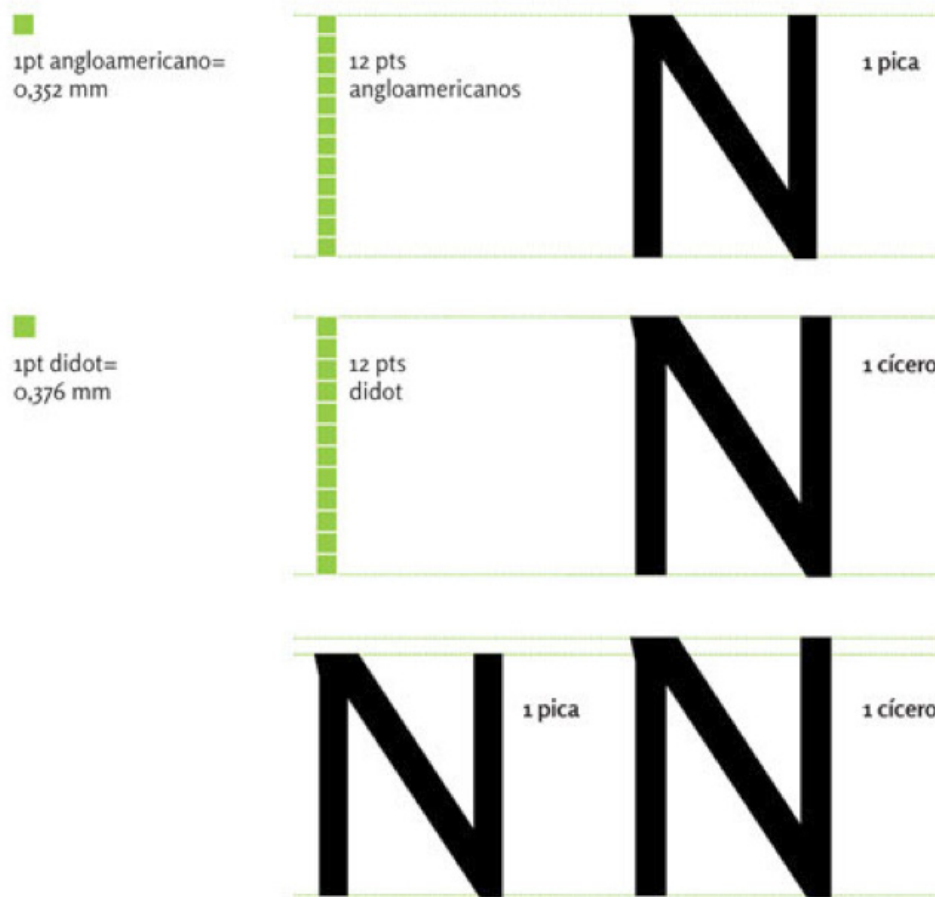 1pt angloamericano=
0,352 mm
12 pts
angloamericanos
N
1 pica
1pt didot=
0,376 mm
12 pts
didot
N
1 cícero
N
1 pica
N
1 cícero